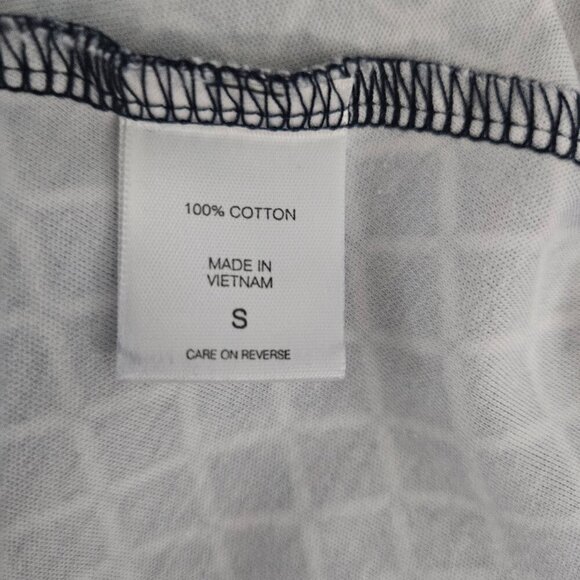 100% COTTON
MADE IN
VIETNAM
S
CARE ON REVERSE